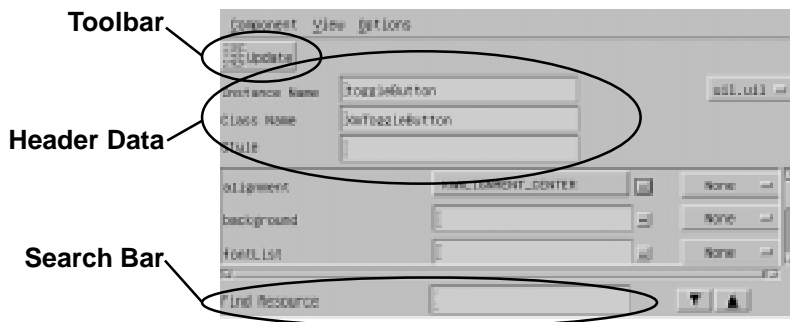 Toolbar
Component View Options
Update
Header Data
Instance Name toggleButton uil.uil
Class Name XmToggleButton
Style
alignment XmALIGNMENT_CENTER None
background None
fontList None
Search Bar
Find Resource